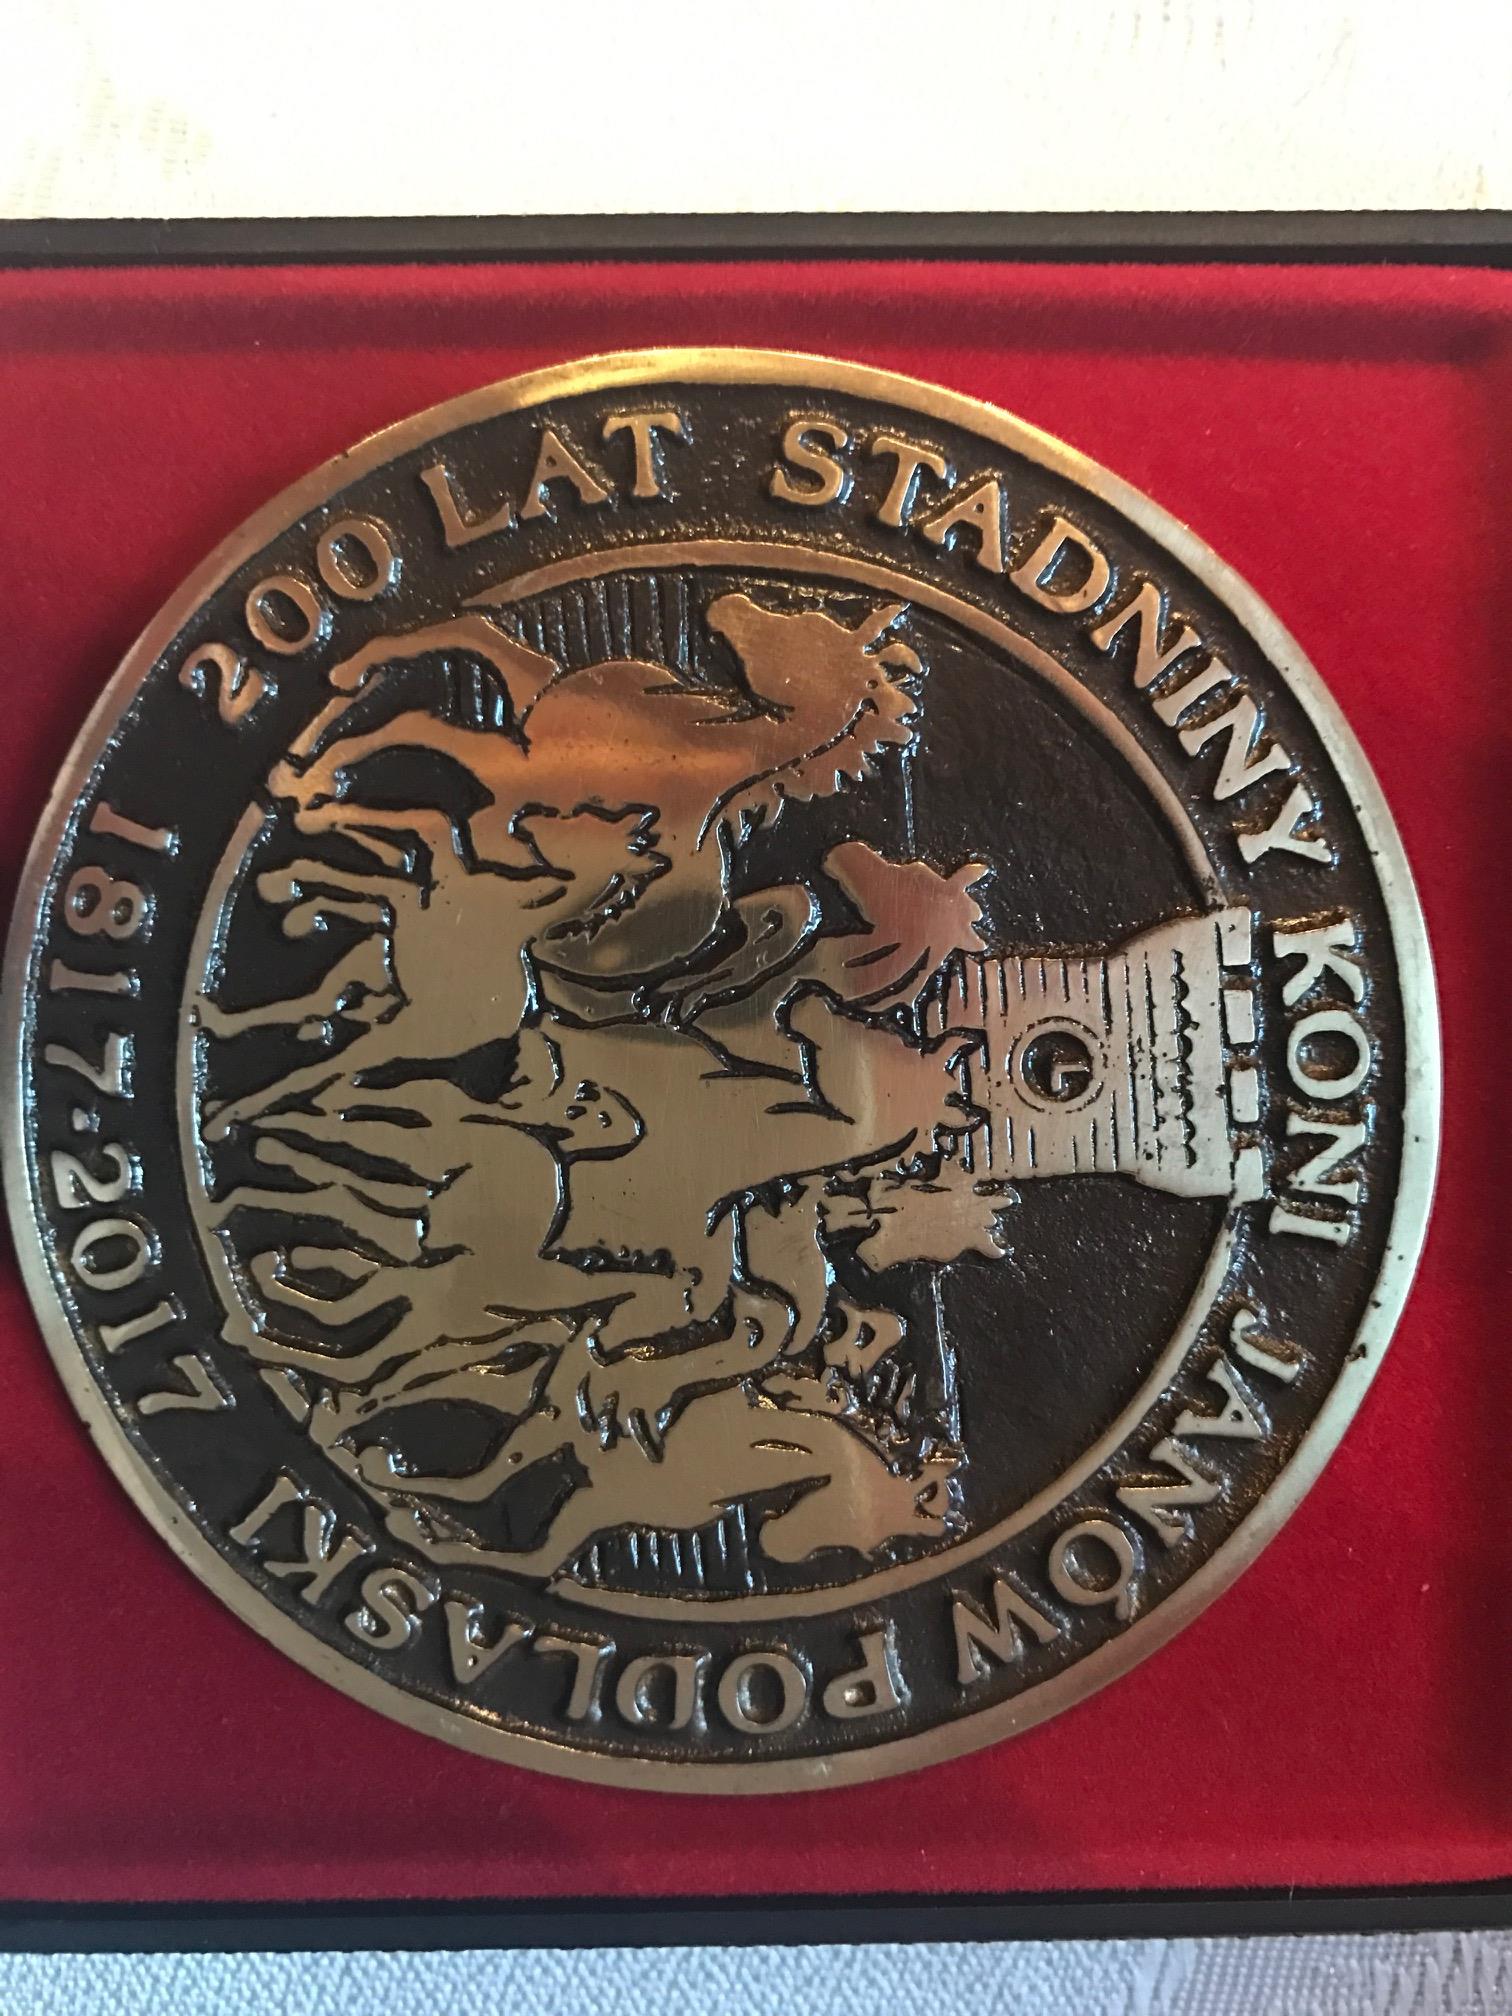 200 LAT STADNINY KONI JANÓW PODLASKI
1817-2017